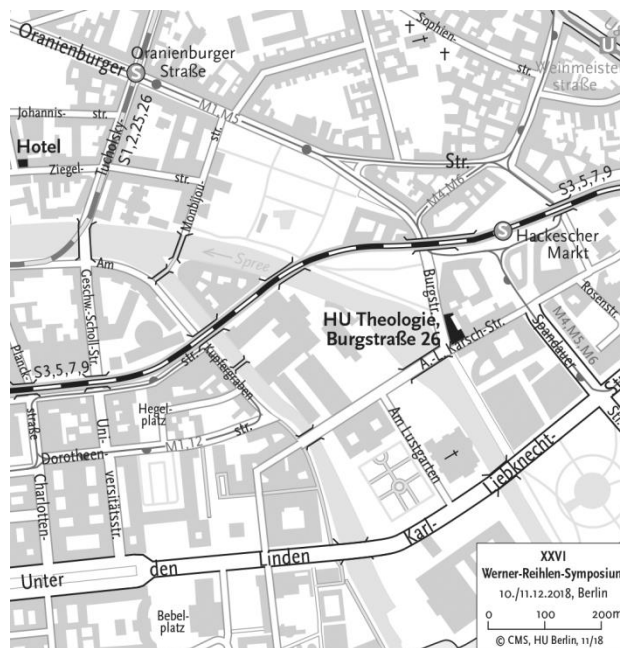 Oranienburger
Oranienburger
Straße
S
M1,M5
Sophien-
str.
U
Weinmeister-
straße
Johannis-
str.
Hotel
Ziegel-
str.
Tucholsky-
S1,2,25,26
str.
Monbijou-
Str.
M4,M6
S3,5,7,9
S
Hackescher
Markt
Am
Spree
Burgstr.
Geschw.-Scholl-Str.
HU Theologie,
Burgstraße 26
A.-L. Karsch-Str.
Rosenstr.
M4,M5,M6
Spandauer
Str.
Planck-
straße
S3,5,7,9
str.
Kupfergraben
Hegel-
platz
M1,12
Dorotheen-
str.
Uni-
versitätsstr.
Charlotten-
Am Lustgarten
Karl-
Liebknecht-
Unter
den
Linden
Bebel-
platz
XXVI
Werner-Reihlen-Symposium
10./11.12.2018, Berlin
0 100 200m
© CMS, HU Berlin, 11/18